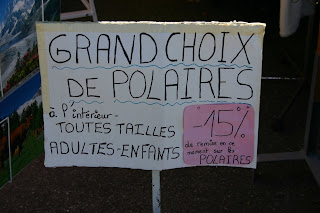 GRAND CHOIX
DE POLAIRES
à l'intérieur -
TOUTES TAILLES
ADULTES-ENFANTS
-15%
de remise en ce
moment sur les
POLAIRES